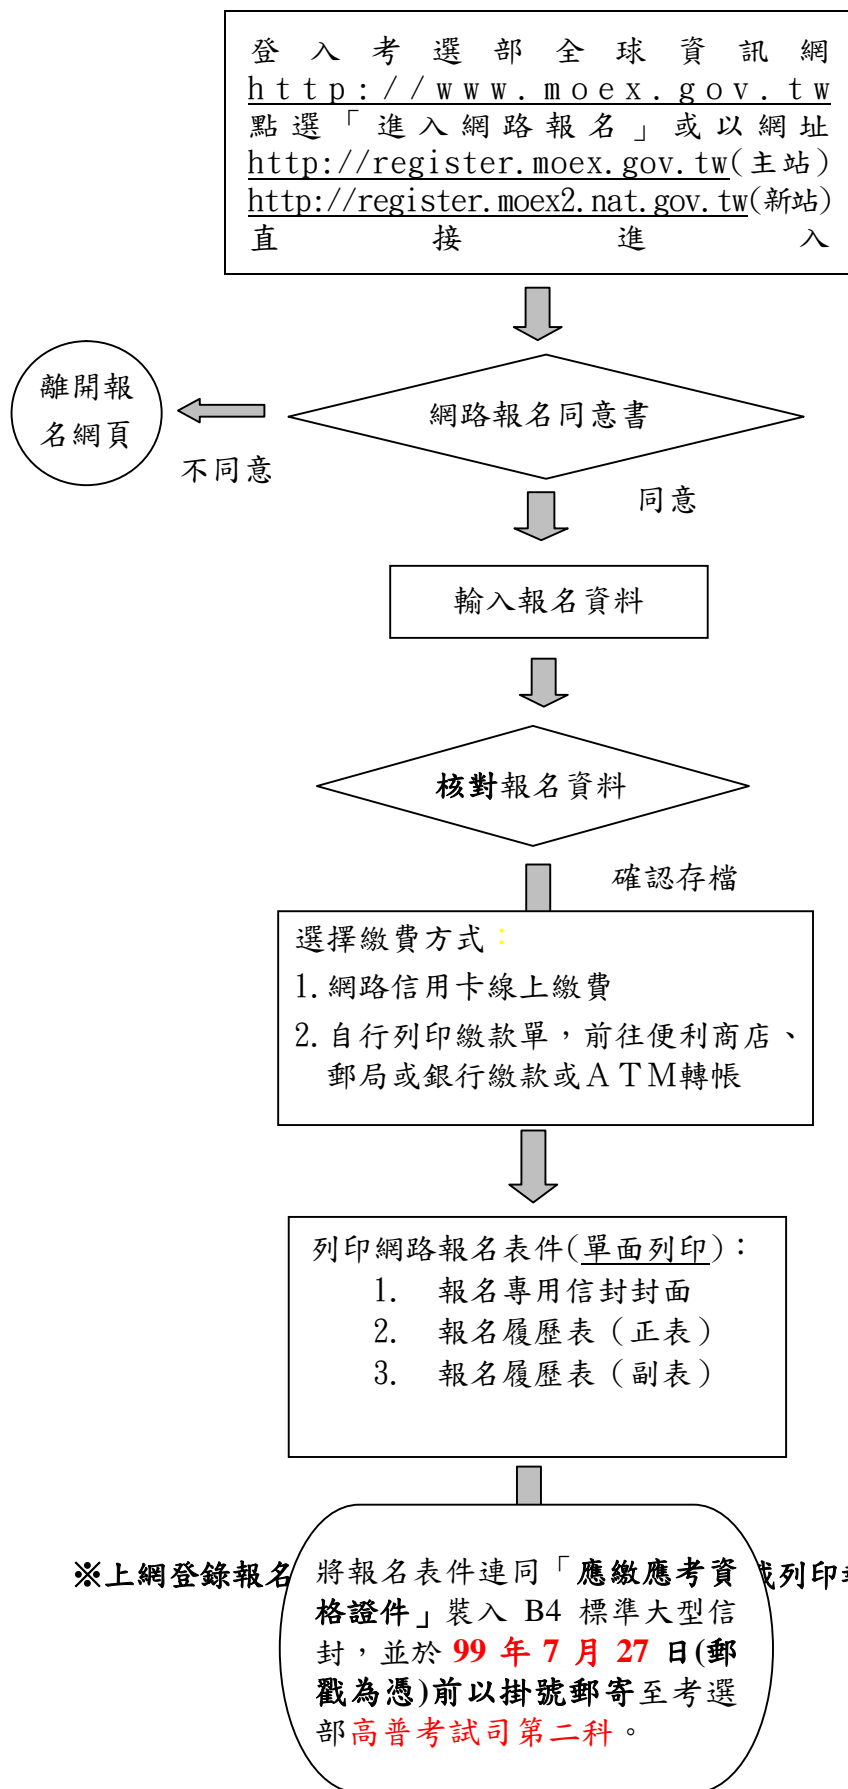 登入考選部全球資訊網
http://www.moex.gov.tw
點選「進入網路報名」或以網址
http://register.moex.gov.tw(主站)
http://register.moex2.nat.gov.tw(新站)
直接進入
網路報名同意書
離開報
名網頁
不同意
同意
輸入報名資料
核對報名資料
確認存檔
選擇繳費方式：
1.網路信用卡線上繳費
2.自行列印繳款單，前往便利商店、
郵局或銀行繳款或ＡＴＭ轉帳
列印網路報名表件(單面列印)：
1. 報名專用信封封面
2. 報名履歷表（正表）
3. 報名履歷表（副表）
※上網登錄報名
列印
將報名表件連同「應繳應考資
格證件」裝入 B4 標準大型信
封，並於 99 年 7 月 27 日(郵
戳為憑)前以掛號郵寄至考選
部高普考試司第二科。